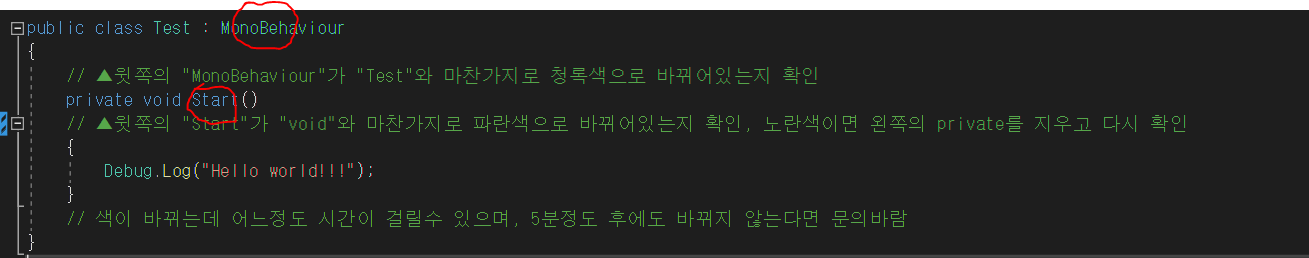 public class Test : MonoBehaviour
{
// ▲윗쪽의 "MonoBehaviour"가 "Test"와 마찬가지로 청록색으로 바뀌어있는지 확인
private void Start()
// ▲윗쪽의 "Start"가 "void"와 마찬가지로 파란색으로 바뀌어있는지 확인, 노란색이면 왼쪽의 private를 지우고 다시 확인
{
Debug.Log("Hello world!!!");
}
// 색이 바뀌는데 어느정도 시간이 걸릴수 있으며, 5분정도 후에도 바뀌지 않는다면 문의바람
}